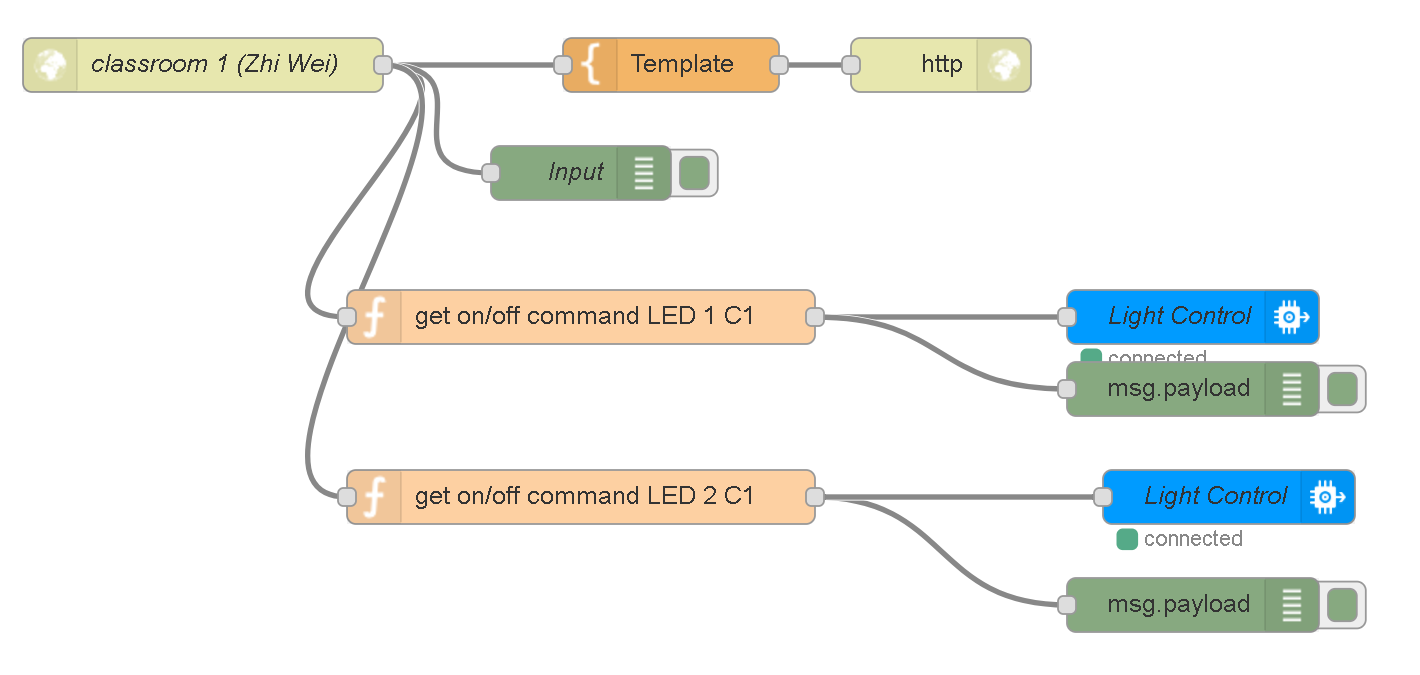 classroom 1 (Zhi Wei)
Template
http
Input
get on/off command LED 1 C1
Light Control
connected
msg.payload
get on/off command LED 2 C1
Light Control
connected
msg.payload